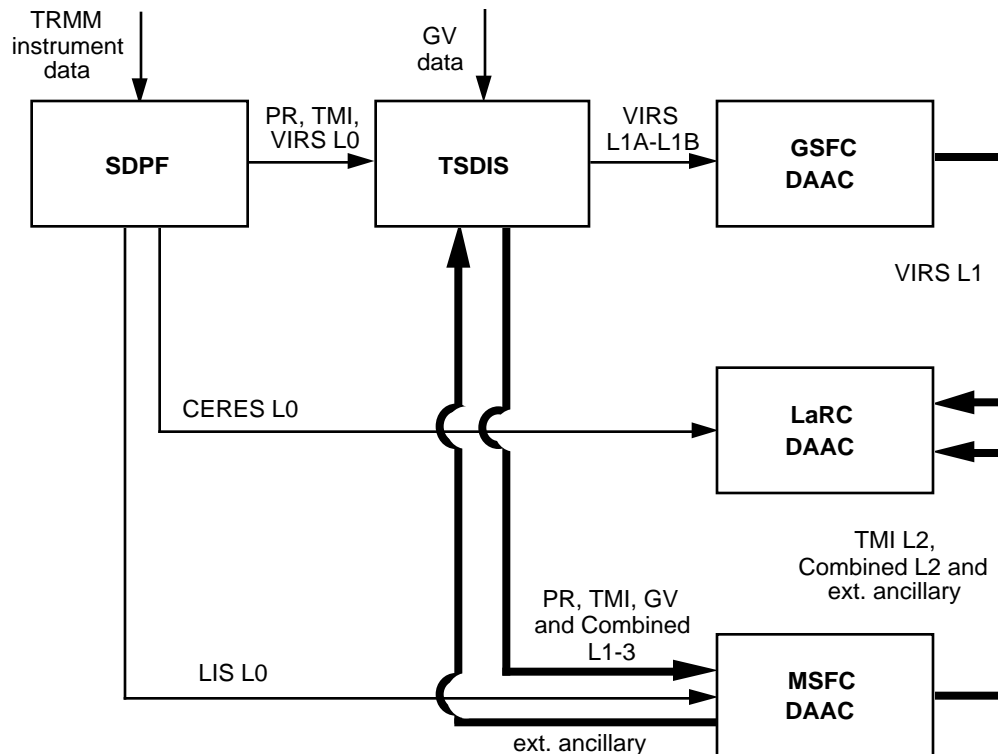 TRMM
instrument
data
GV
data
PR, TMI,
VIRS L0
VIRS
L1A-L1B
SDPF
TSDIS
GSFC
DAAC
VIRS L1
CERES L0
LaRC
DAAC
TMI L2,
Combined L2 and
ext. ancillary
PR, TMI, GV
and Combined
L1-3
LIS L0
MSFC
DAAC
ext. ancillary